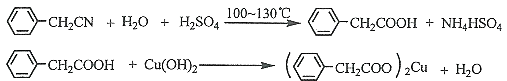 CH₂CN + H₂O + H₂SO₄ 100~130℃ CH₂COOH + NH₄HSO₄
CH₂COOH + Cu(OH)₂ ( CH₂COO )₂Cu + H₂O